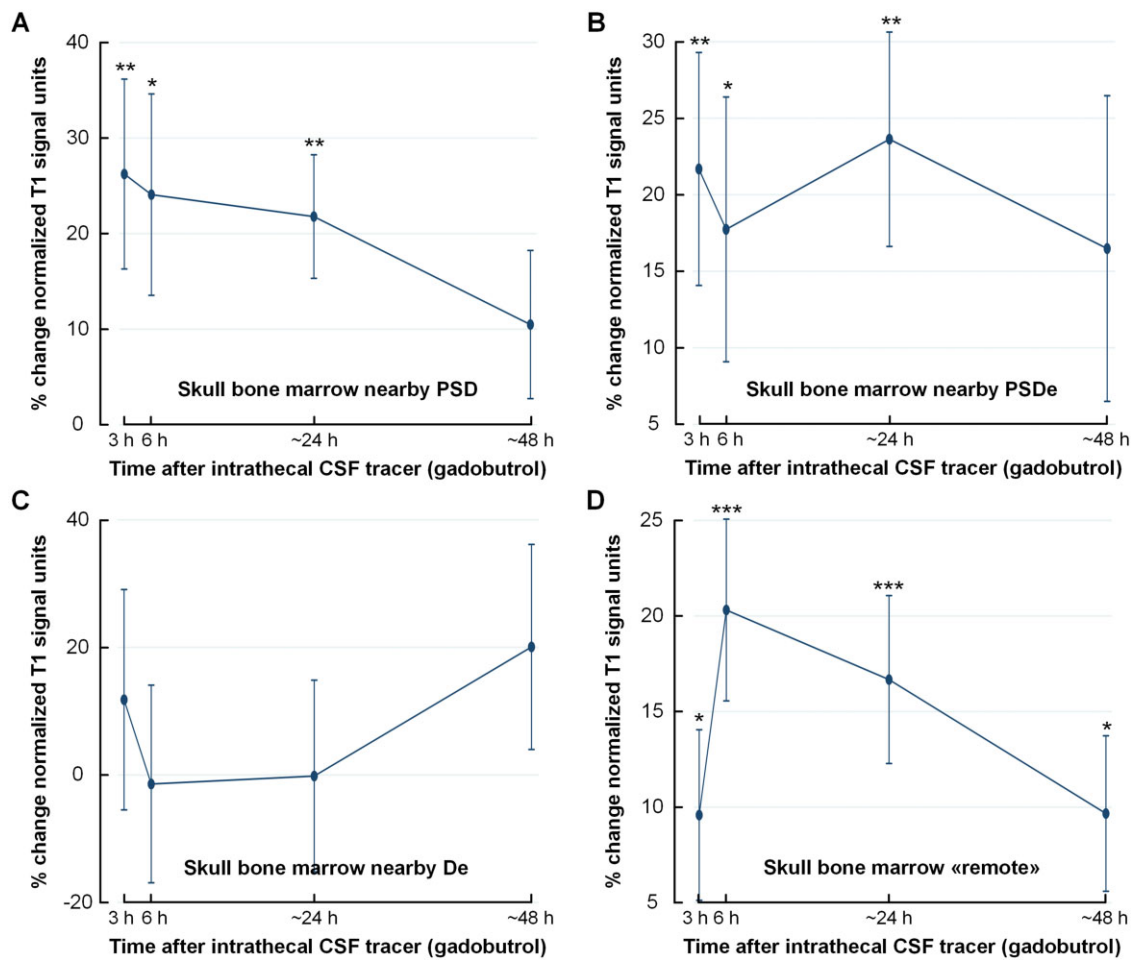 A
% change normalized T1 signal units
40
30
20
10
0
**
*
**
Skull bone marrow nearby PSD
3 h 6 h ~24 h ~48 h
Time after intrathecal CSF tracer (gadobutrol)
B
% change normalized T1 signal units
30
25
20
15
10
5
**
*
**
Skull bone marrow nearby PSDe
3 h 6 h ~24 h ~48 h
Time after intrathecal CSF tracer (gadobutrol)
C
% change normalized T1 signal units
40
20
0
-20
Skull bone marrow nearby De
3 h 6 h ~24 h ~48 h
Time after intrathecal CSF tracer (gadobutrol)
D
% change normalized T1 signal units
25
20
15
10
5
*
***
***
*
Skull bone marrow «remote»
3 h 6 h ~24 h ~48 h
Time after intrathecal CSF tracer (gadobutrol)